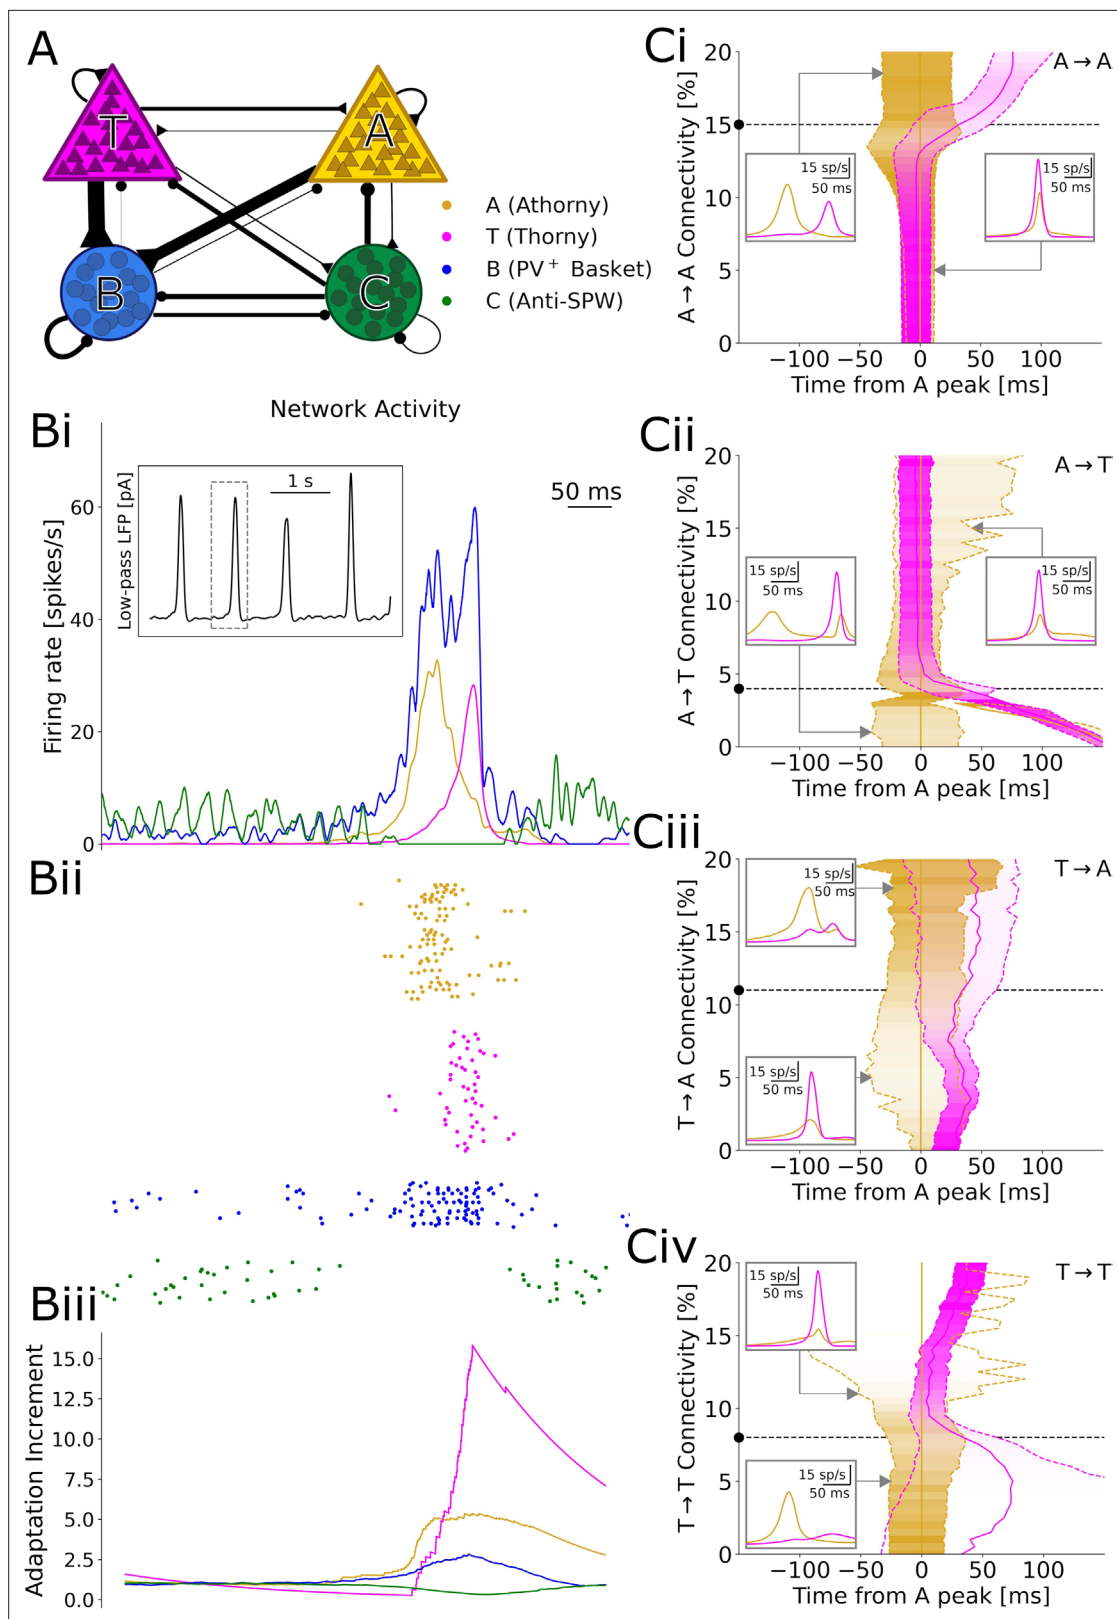 A
T
A
B
C
A (Athorny)
T (Thorny)
B (PV+ Basket)
C (Anti-SPW)
Bi
Network Activity
Firing rate [spikes/s]
60
40
20
0
Low-pass LFP [pA]
1 s
50 ms
Bii
Biii
Adaptation Increment
15.0
12.5
10.0
7.5
5.0
2.5
0.0
Ci
A→A
A→A Connectivity [%]
20
15
10
5
0
15 sp/s
50 ms
15 sp/s
50 ms
−100 −50 0 50 100
Time from A peak [ms]
Cii
A→T
A→T Connectivity [%]
20
15
10
5
0
15 sp/s
50 ms
15 sp/s
50 ms
−100 −50 0 50 100
Time from A peak [ms]
Ciii
T→A
T→A Connectivity [%]
20
15
10
5
0
15 sp/s
50 ms
15 sp/s
50 ms
−100 −50 0 50 100
Time from A peak [ms]
Civ
T→T
T→T Connectivity [%]
20
15
10
5
0
15 sp/s
50 ms
15 sp/s
50 ms
−100 −50 0 50 100
Time from A peak [ms]